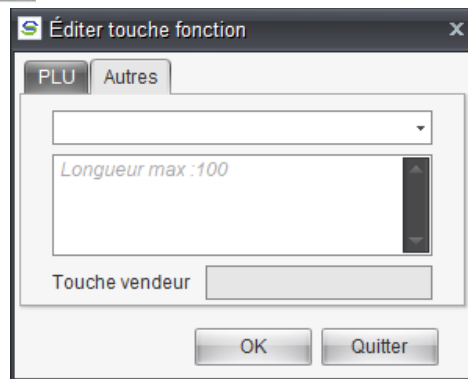 Éditer touche fonction
PLU Autres
Longueur max :100
Touche vendeur
OK Quitter